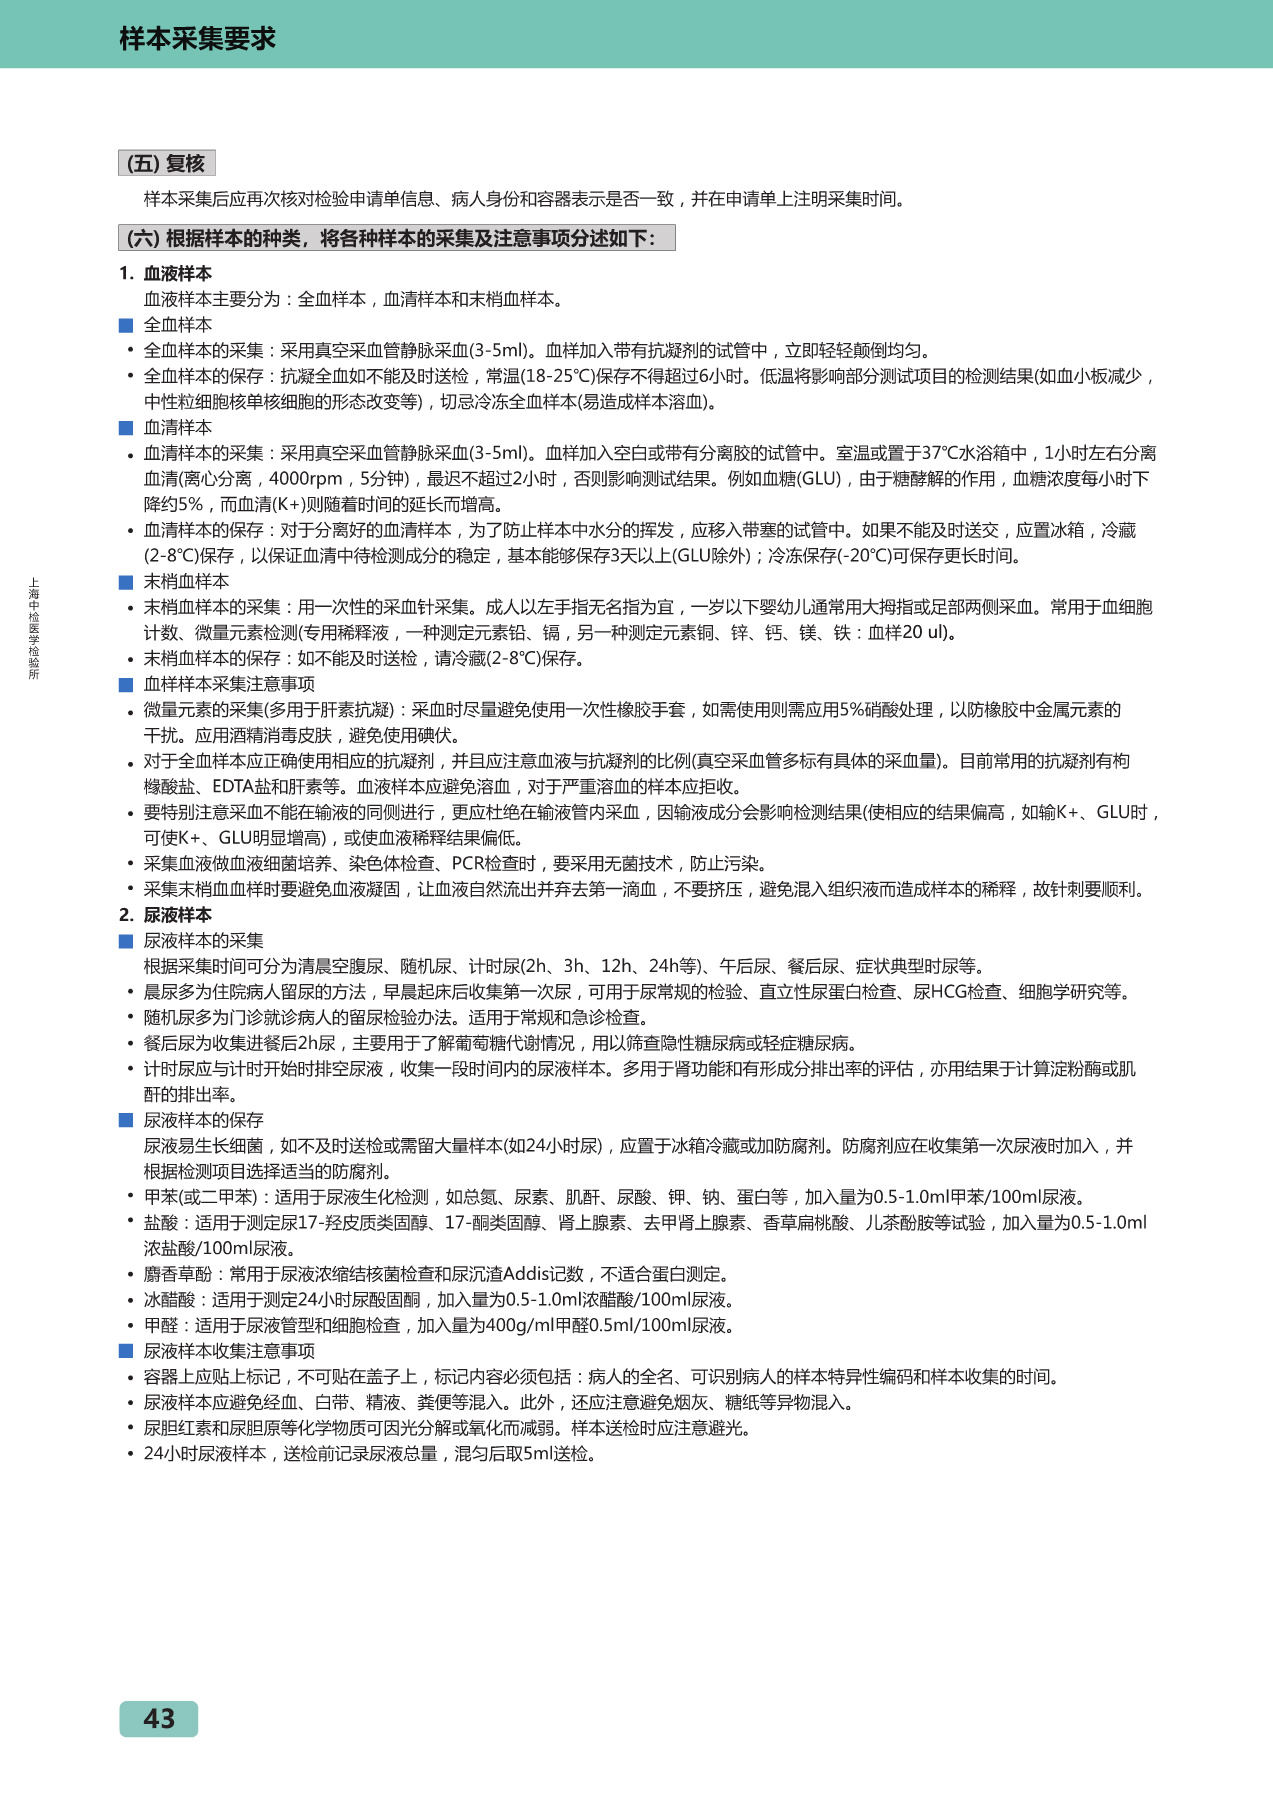 样本采集要求
(五) 复核
样本采集后应再次核对检验申请单信息、病人身份和容器表示是否一致，并在申请单上注明采集时间。
(六) 根据样本的种类，将各种样本的采集及注意事项分述如下：
1. 血液样本
血液样本主要分为：全血样本，血清样本和末梢血样本。
全血样本
• 全血样本的采集：采用真空采血管静脉采血(3-5ml)。血样加入带有抗凝剂的试管中，立即轻轻颠倒均匀。
• 全血样本的保存：抗凝全血如不能及时送检，常温(18-25℃)保存不得超过6小时。低温将影响部分测试项目的检测结果(如血小板减少，
中性粒细胞核单核细胞的形态改变等)，切忌冷冻全血样本(易造成样本溶血)。
血清样本
• 血清样本的采集：采用真空采血管静脉采血(3-5ml)。血样加入空白或带有分离胶的试管中。室温或置于37℃水浴箱中，1小时左右分离
血清(离心分离，4000rpm，5分钟)，最迟不超过2小时，否则影响测试结果。例如血糖(GLU)，由于糖酵解的作用，血糖浓度每小时下
降约5%，而血清(K+)则随着时间的延长而增高。
• 血清样本的保存：对于分离好的血清样本，为了防止样本中水分的挥发，应移入带塞的试管中。如果不能及时送交，应置冰箱，冷藏
(2-8℃)保存，以保证血清中待检测成分的稳定，基本能够保存3天以上(GLU除外)；冷冻保存(-20℃)可保存更长时间。
末梢血样本
• 末梢血样本的采集：用一次性的采血针采集。成人以左手指无名指为宜，一岁以下婴幼儿通常用大拇指或足部两侧采血。常用于血细胞
计数、微量元素检测(专用稀释液，一种测定元素铅、镉，另一种测定元素铜、锌、钙、镁、铁：血样20 ul)。
• 末梢血样本的保存：如不能及时送检，请冷藏(2-8℃)保存。
血样样本采集注意事项
• 微量元素的采集(多用于肝素抗凝)：采血时尽量避免使用一次性橡胶手套，如需使用则需应用5%硝酸处理，以防橡胶中金属元素的
干扰。应用酒精消毒皮肤，避免使用碘伏。
• 对于全血样本应正确使用相应的抗凝剂，并且应注意血液与抗凝剂的比例(真空采血管多标有具体的采血量)。目前常用的抗凝剂有枸
橼酸盐、EDTA盐和肝素等。血液样本应避免溶血，对于严重溶血的样本应拒收。
• 要特别注意采血不能在输液的同侧进行，更应杜绝在输液管内采血，因输液成分会影响检测结果(使相应的结果偏高，如输K+、GLU时，
可使K+、GLU明显增高)，或使血液稀释结果偏低。
• 采集血液做血液细菌培养、染色体检查、PCR检查时，要采用无菌技术，防止污染。
• 采集末梢血血样时要避免血液凝固，让血液自然流出并弃去第一滴血，不要挤压，避免混入组织液而造成样本的稀释，故针刺要顺利。
2. 尿液样本
尿液样本的采集
根据采集时间可分为清晨空腹尿、随机尿、计时尿(2h、3h、12h、24h等)、午后尿、餐后尿、症状典型时尿等。
• 晨尿多为住院病人留尿的方法，早晨起床后收集第一次尿，可用于尿常规的检验、直立性尿蛋白检查、尿HCG检查、细胞学研究等。
• 随机尿多为门诊就诊病人的留尿检验办法。适用于常规和急诊检查。
• 餐后尿为收集进餐后2h尿，主要用于了解葡萄糖代谢情况，用以筛查隐性糖尿病或轻症糖尿病。
• 计时尿应与计时开始时排空尿液，收集一段时间内的尿液样本。多用于肾功能和有形成分排出率的评估，亦用结果于计算淀粉酶或肌
酐的排出率。
尿液样本的保存
尿液易生长细菌，如不及时送检或需留大量样本(如24小时尿)，应置于冰箱冷藏或加防腐剂。防腐剂应在收集第一次尿液时加入，并
根据检测项目选择适当的防腐剂。
• 甲苯(或二甲苯)：适用于尿液生化检测，如总氮、尿素、肌酐、尿酸、钾、钠、蛋白等，加入量为0.5-1.0ml甲苯/100ml尿液。
• 盐酸：适用于测定尿17-羟皮质类固醇、17-酮类固醇、肾上腺素、去甲肾上腺素、香草扁桃酸、儿茶酚胺等试验，加入量为0.5-1.0ml
浓盐酸/100ml尿液。
• 麝香草酚：常用于尿液浓缩结核菌检查和尿沉渣Addis记数，不适合蛋白测定。
• 冰醋酸：适用于测定24小时尿醛固酮，加入量为0.5-1.0ml浓醋酸/100ml尿液。
• 甲醛：适用于尿液管型和细胞检查，加入量为400g/ml甲醛0.5ml/100ml尿液。
尿液样本收集注意事项
• 容器上应贴上标记，不可贴在盖子上，标记内容必须包括：病人的全名、可识别病人的样本特异性编码和样本收集的时间。
• 尿液样本应避免经血、白带、精液、粪便等混入。此外，还应注意避免烟灰、糖纸等异物混入。
• 尿胆红素和尿胆原等化学物质可因光分解或氧化而减弱。样本送检时应注意避光。
• 24小时尿液样本，送检前记录尿液总量，混匀后取5ml送检。
上海中检医学检验所
43